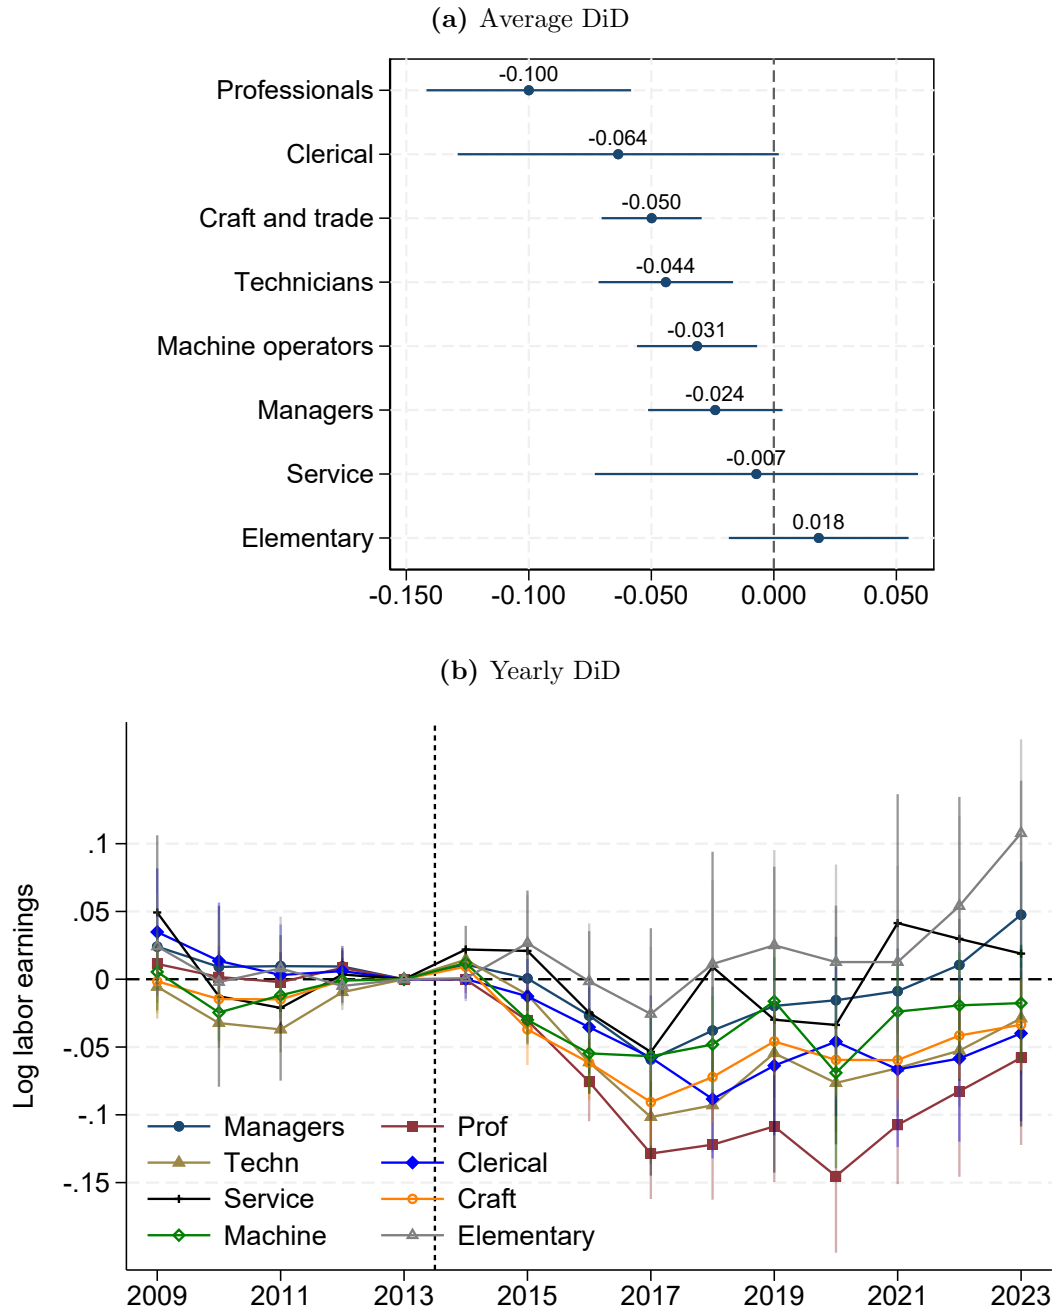 (a) Average DiD
Professionals
-0.100
Clerical
-0.064
Craft and trade
-0.050
Technicians
-0.044
Machine operators
-0.031
Managers
-0.024
Service
-0.007
Elementary
0.018
-0.150 -0.100 -0.050 0.000 0.050
(b) Yearly DiD
Log labor earnings
.1
.05
0
-.05
-.1
-.15
Managers Prof
Techn Clerical
Service Craft
Machine Elementary
2009 2011 2013 2015 2017 2019 2021 2023